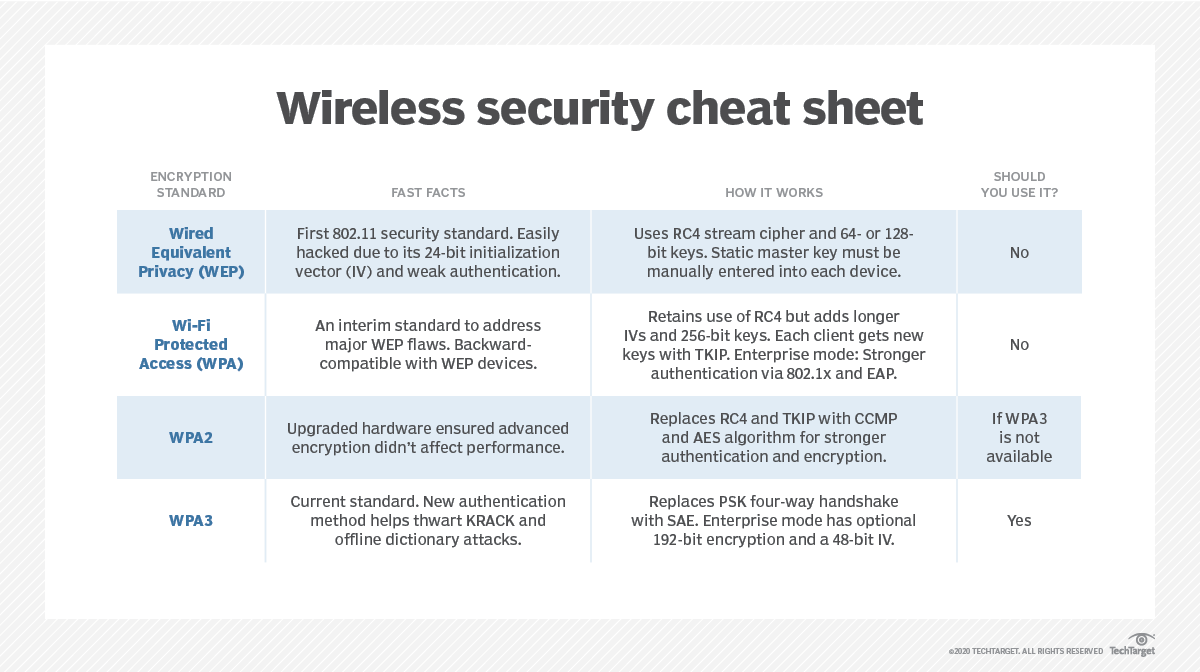 Wireless security cheat sheet
ENCRYPTION
STANDARD
FAST FACTS
HOW IT WORKS
SHOULD
YOU USE IT?
Wired
Equivalent
Privacy (WEP)
First 802.11 security standard. Easily
hacked due to its 24-bit initialization
vector (IV) and weak authentication.
Uses RC4 stream cipher and 64- or 128-
bit keys. Static master key must be
manually entered into each device.
No
Wi-Fi
Protected
Access (WPA)
An interim standard to address
major WEP flaws. Backward-
compatible with WEP devices.
Retains use of RC4 but adds longer
IVs and 256-bit keys. Each client gets new
keys with TKIP. Enterprise mode: Stronger
authentication via 802.1x and EAP.
No
WPA2
Upgraded hardware ensured advanced
encryption didn’t affect performance.
Replaces RC4 and TKIP with CCMP
and AES algorithm for stronger
authentication and encryption.
If WPA3
is not
available
WPA3
Current standard. New authentication
method helps thwart KRACK and
offline dictionary attacks.
Replaces PSK four-way handshake
with SAE. Enterprise mode has optional
192-bit encryption and a 48-bit IV.
Yes
©2020 TECHTARGET. ALL RIGHTS RESERVED
TechTarget